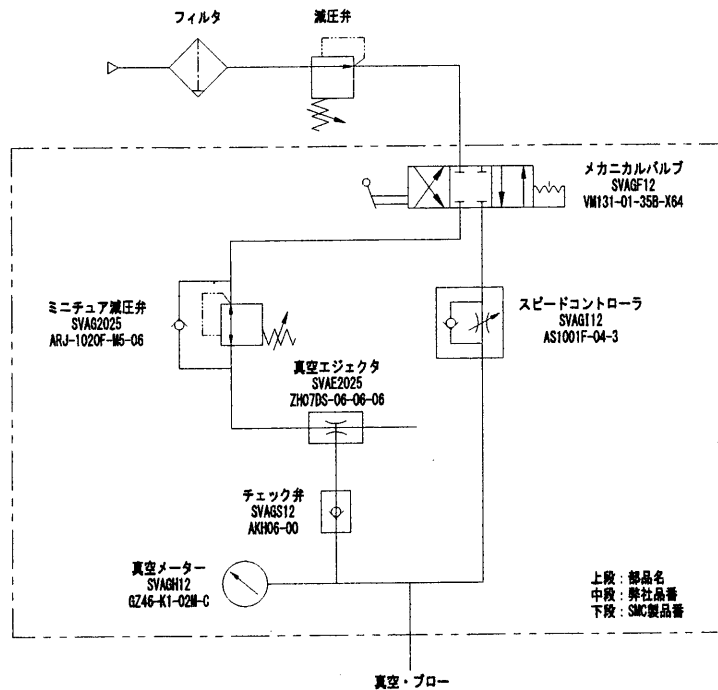 フィルタ
減圧弁
メカニカルバルブ
SVAGF12
VM131-01-35B-X64
ミニチュア減圧弁
SVAG2025
ARJ-1020F-M5-06
スピードコントローラ
SVAGI12
AS1001F-04-3
真空エジェクタ
SVAE2025
ZH07DS-06-06-06
チェック弁
SVAGS12
AKH06-00
真空メーター
SVAGH12
GZ46-K1-02M-C
上段：部品名
中段：弊社品番
下段：SMC製品番
真空・ブロー